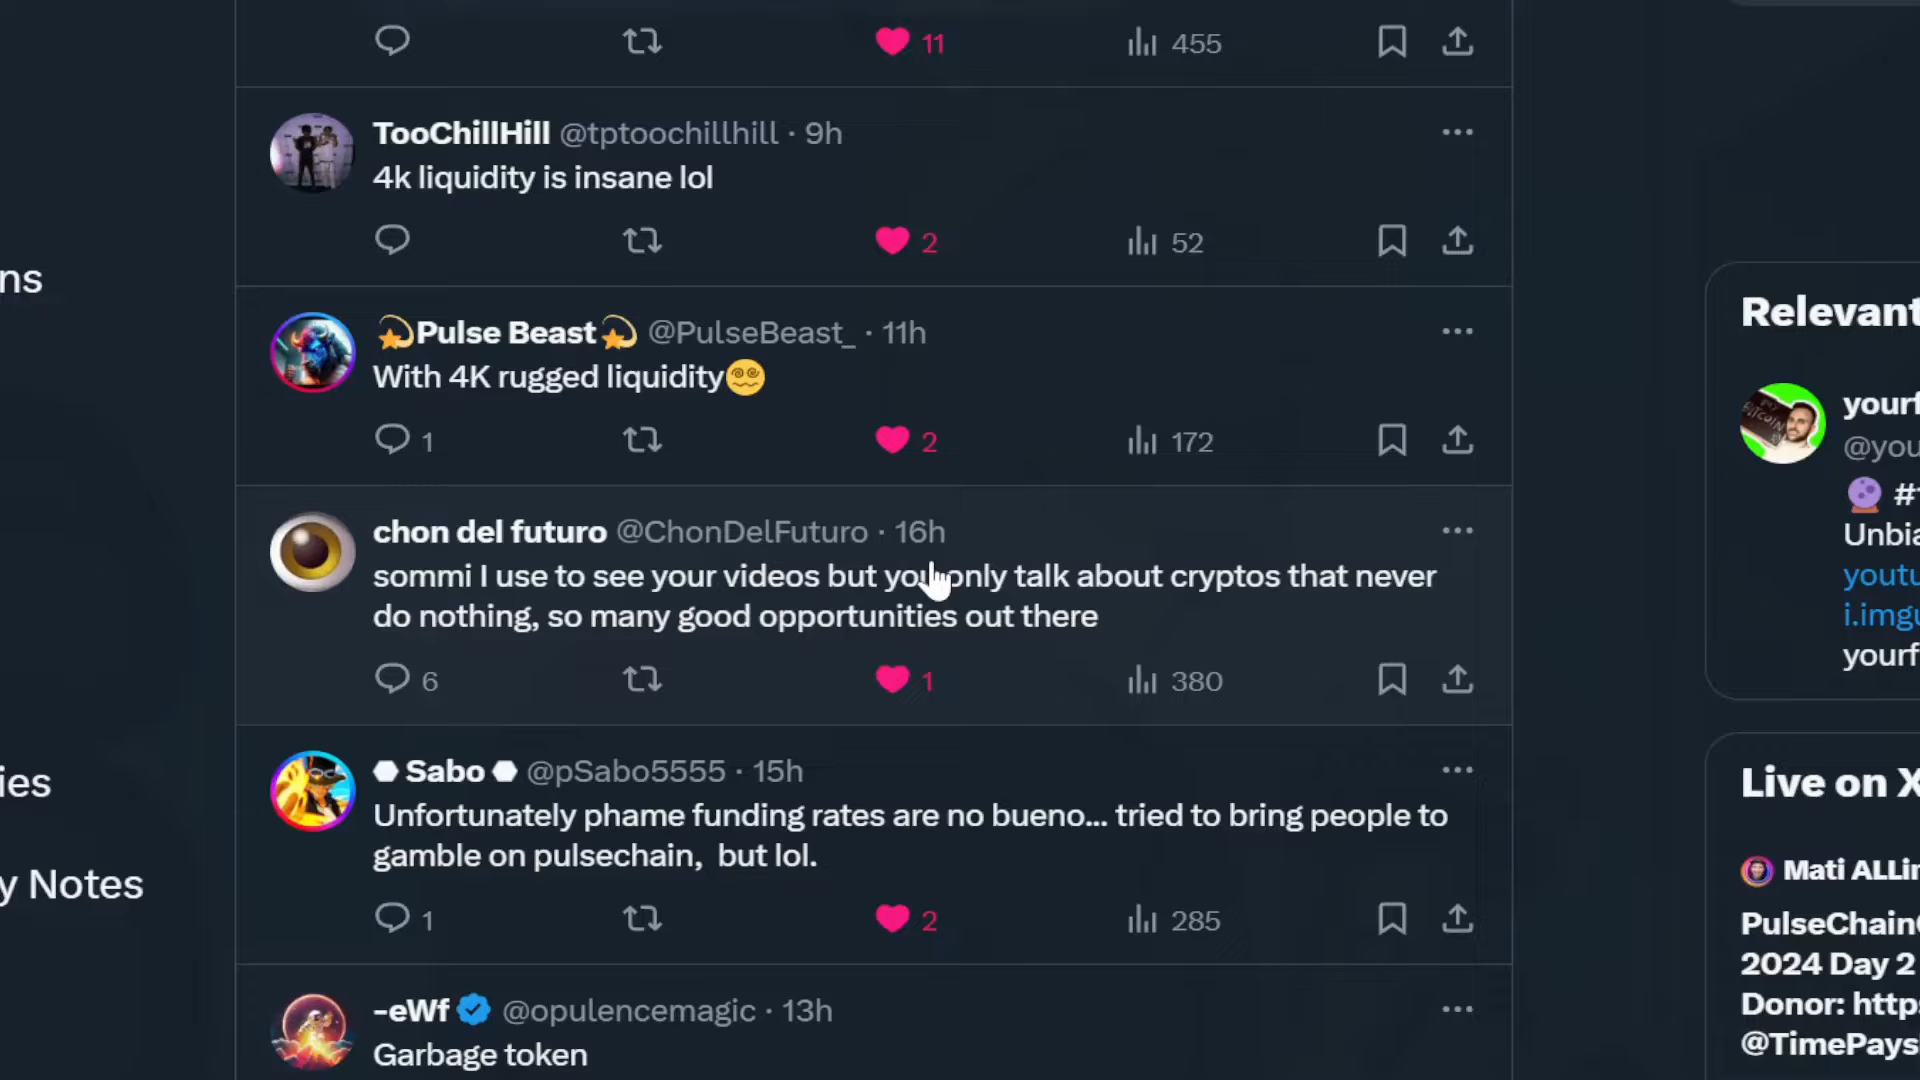 11 455
TooChillHill @tptoochillhill · 9h
4k liquidity is insane lol
2 52
💫Pulse Beast💫 @PulseBeast_ · 11h
With 4K rugged liquidity😵‍💫
1 2 172
chon del futuro @ChonDelFuturo · 16h
sommi I use to see your videos but you only talk about cryptos that never
do nothing, so many good opportunities out there
6 1 380
⬣ Sabo ⬣ @pSabo5555 · 15h
Unfortunately phame funding rates are no bueno... tried to bring people to
gamble on pulsechain, but lol.
1 2 285
-eWf @opulencemagic · 13h
Garbage token
ns
ies
y Notes
Relevant
yourf
@you
🔮 #
Unbia
youtu
i.imgu
yourf
Live on X
Mati ALLin
PulseChain
2024 Day 2
Donor: https
@TimePays